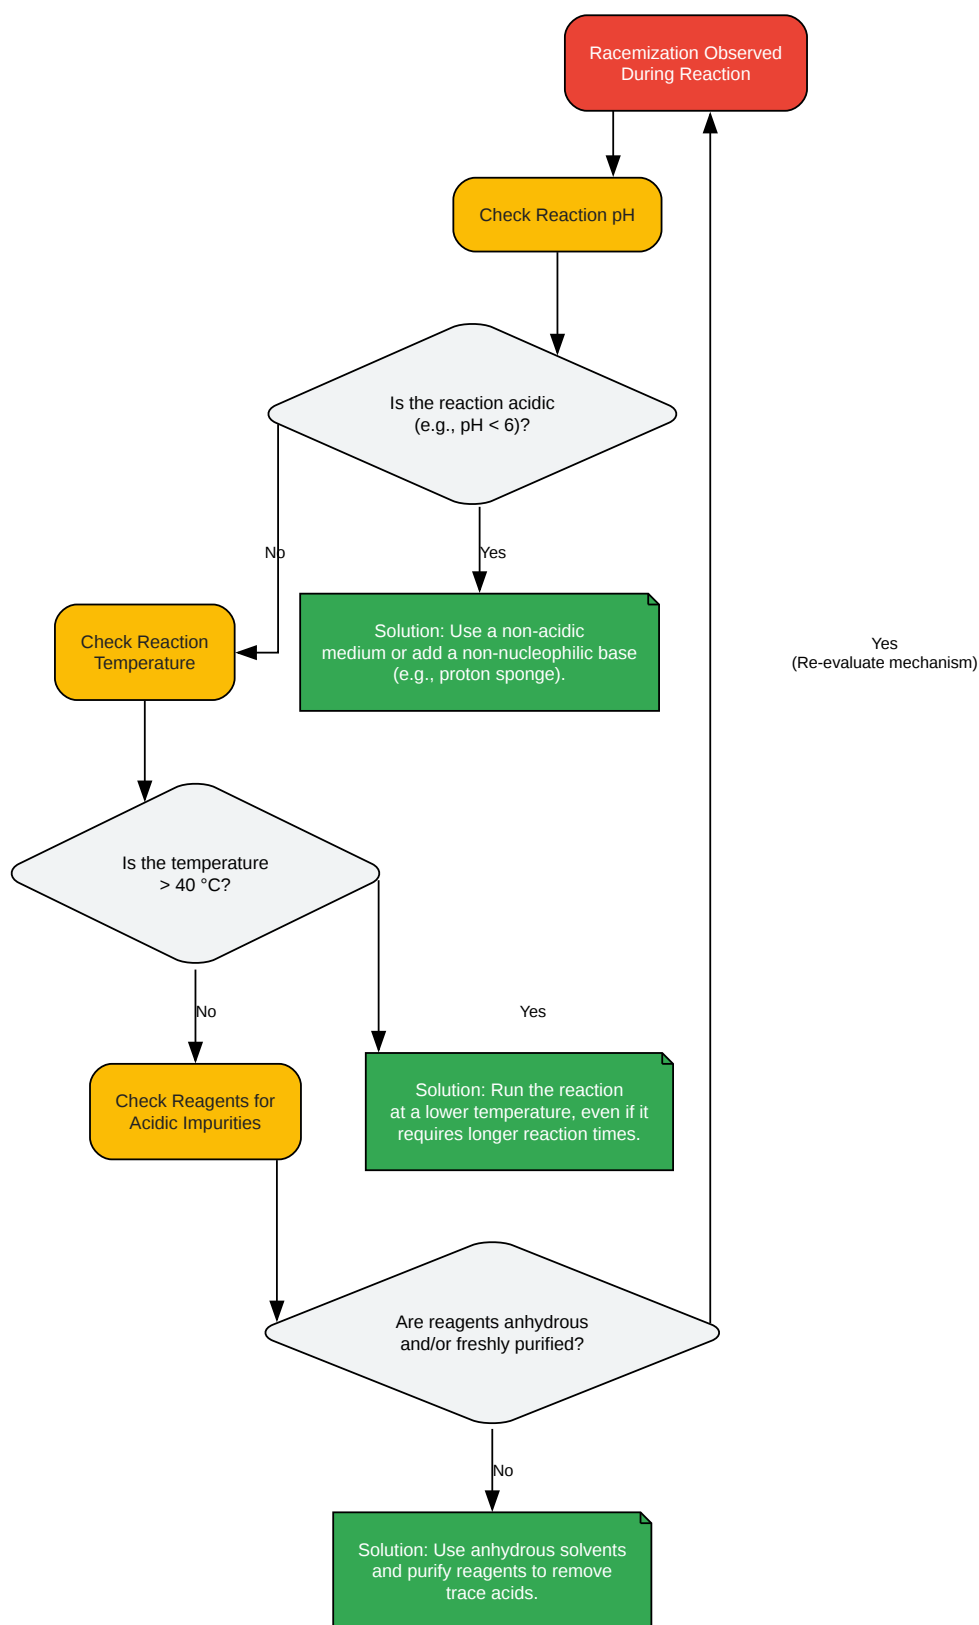 Racemization Observed
During Reaction
Check Reaction pH
Is the reaction acidic
(e.g., pH < 6)?
No
Yes
Solution: Use a non-acidic
medium or add a non-nucleophilic base
(e.g., proton sponge).
Check Reaction
Temperature
Yes
(Re-evaluate mechanism)
Is the temperature
> 40 °C?
No
Yes
Check Reagents for
Acidic Impurities
Solution: Run the reaction
at a lower temperature, even if it
requires longer reaction times.
Are reagents anhydrous
and/or freshly purified?
No
Solution: Use anhydrous solvents
and purify reagents to remove
trace acids.